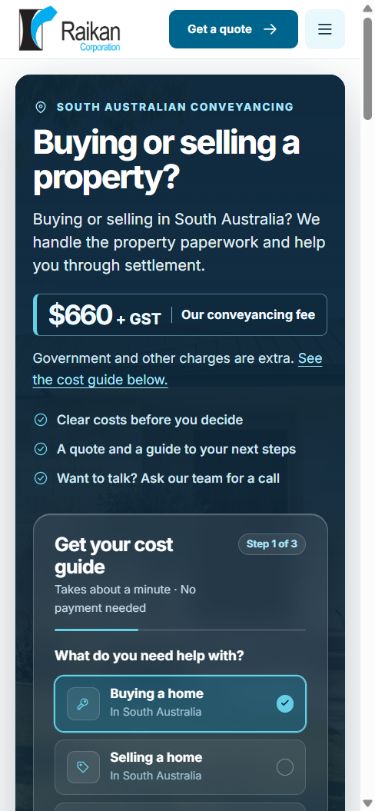 Raikan
Corporation
Get a quote
SOUTH AUSTRALIAN CONVEYANCING
Buying or selling a
property?
Buying or selling in South Australia? We
handle the property paperwork and help
you through settlement.
$660 + GST
Our conveyancing fee
Government and other charges are extra. See
the cost guide below.
Clear costs before you decide
A quote and a guide to your next steps
Want to talk? Ask our team for a call
Get your cost
guide
Step 1 of 3
Takes about a minute · No
payment needed
What do you need help with?
Buying a home
In South Australia
Selling a home
In South Australia